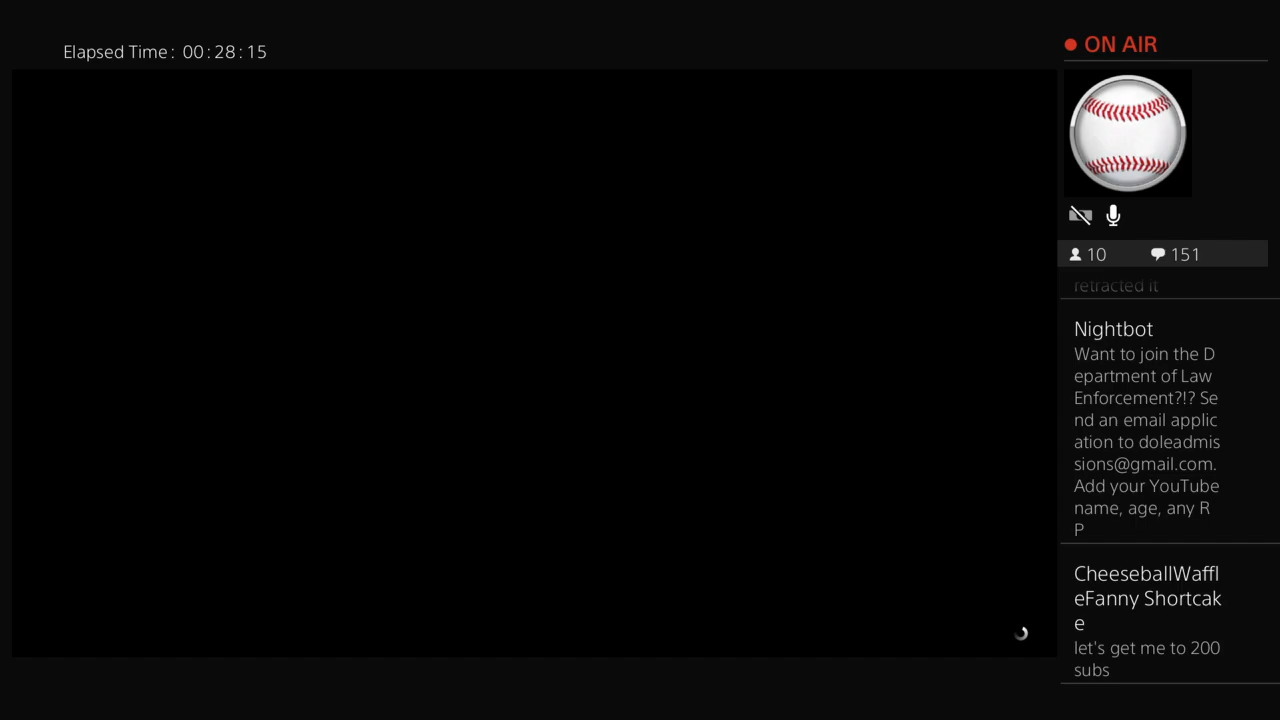 Elapsed Time: 00:28:15
ON AIR
10 151
retracted it
Nightbot
Want to join the D
epartment of Law
Enforcement?!? Se
nd an email applic
ation to doleadmis
sions@gmail.com.
Add your YouTube
name, age, any R
P
CheeseballWaffl
eFanny Shortcak
e
let's get me to 200
subs